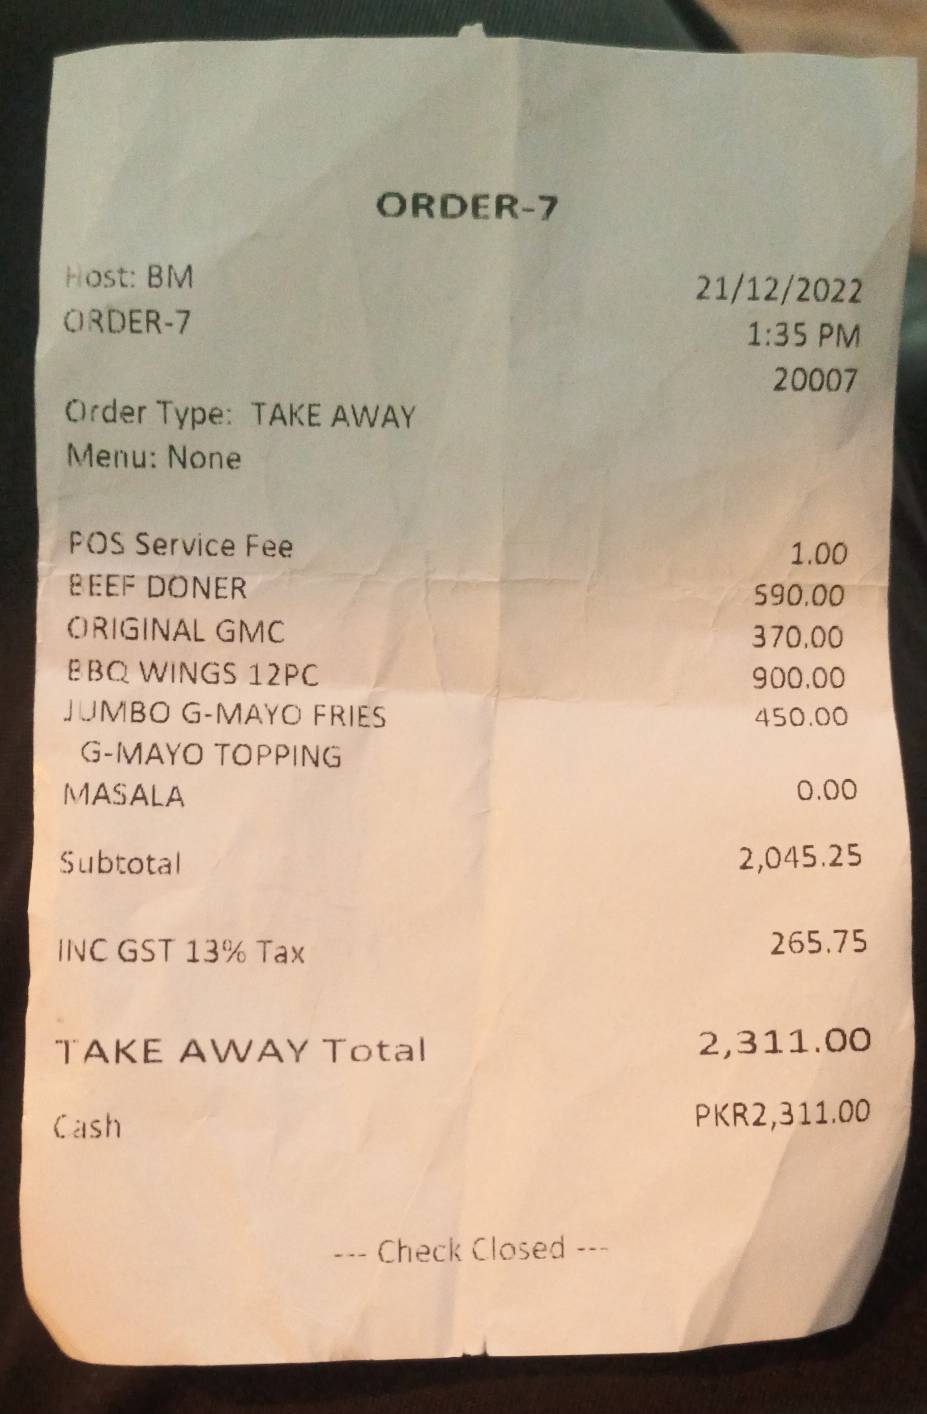 ORDER-7
Host: BM 21/12/2022
ORDER-7 1:35 PM
20007
Order Type: TAKE AWAY
Menu: None
POS Service Fee 1.00
BEEF DONER 590.00
ORIGINAL GMC 370.00
BBQ WINGS 12PC 900.00
JUMBO G-MAYO FRIES 450.00
G-MAYO TOPPING
MASALA 0.00
Subtotal 2,045.25
INC GST 13% Tax 265.75
TAKE AWAY Total 2,311.00
Cash PKR2,311.00
--- Check Closed ---